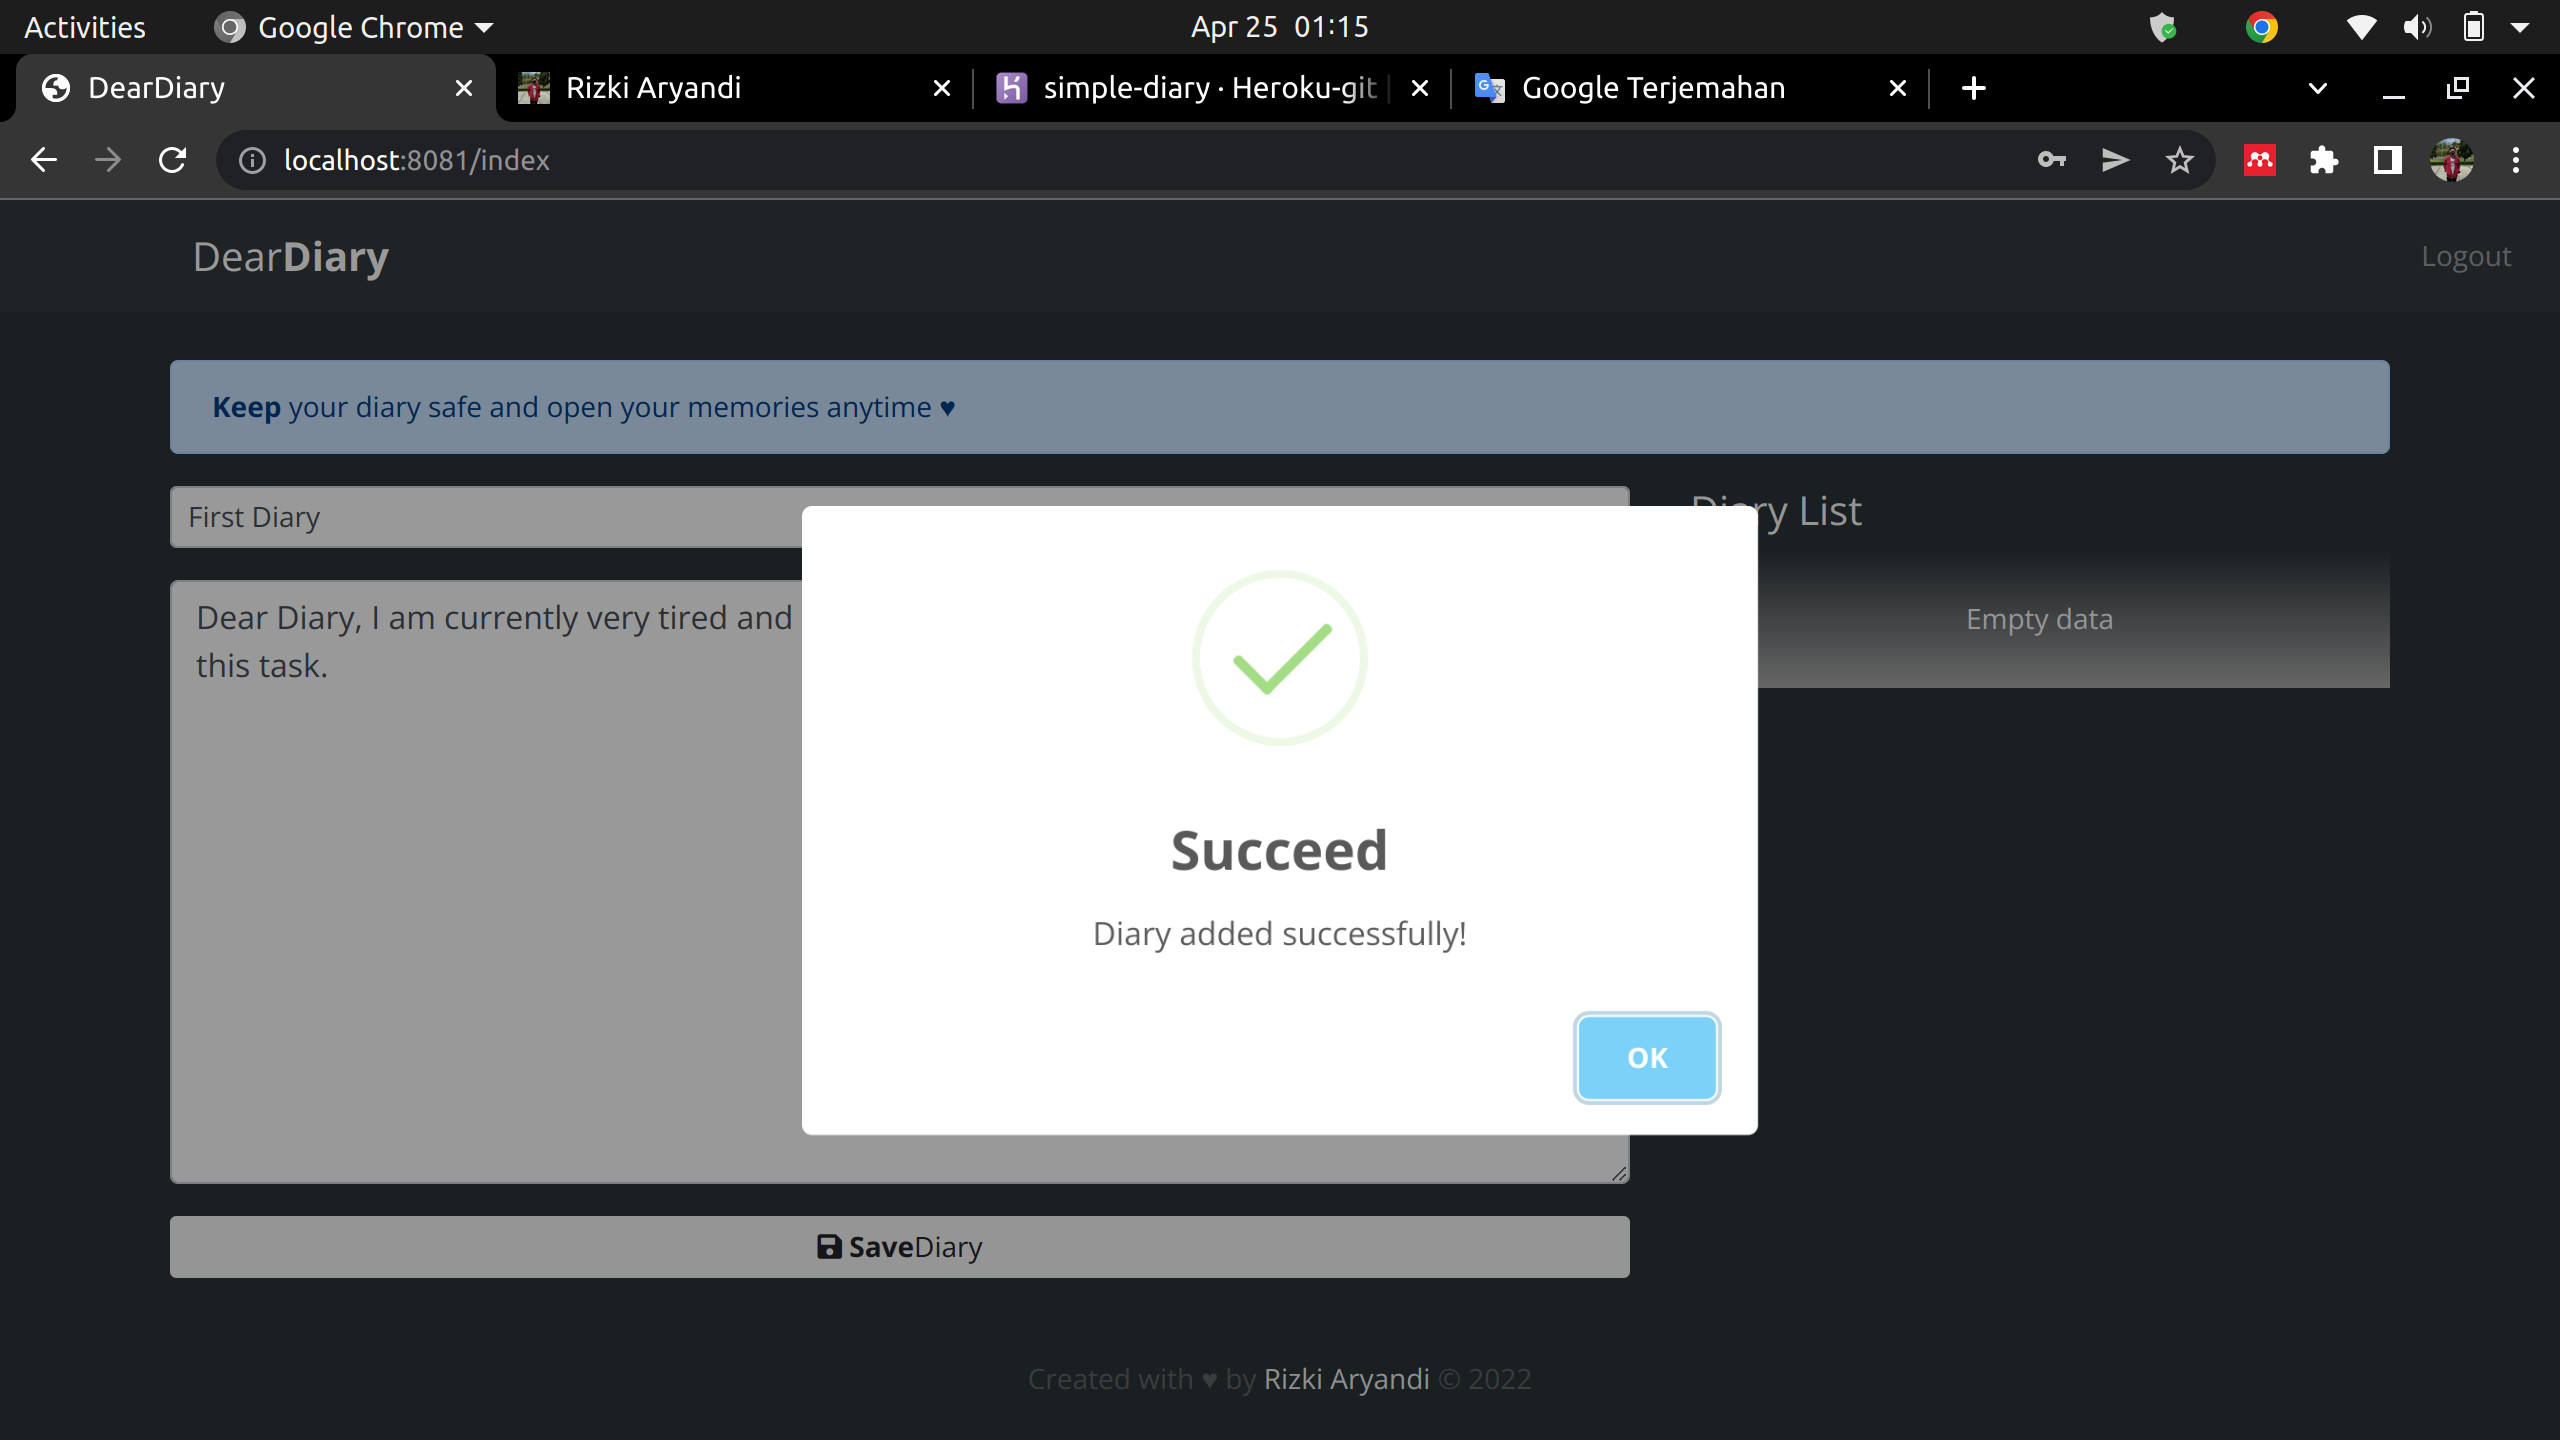 Activities
Google Chrome
Apr 25 01:15
DearDiary
Rizki Aryandi
simple-diary · Heroku-git
Google Terjemahan
localhost:8081/index
DearDiary
Logout
Keep your diary safe and open your memories anytime ♥
First Diary
Diary List
Dear Diary, I am currently very tired and
this task.
Empty data
Succeed
Diary added successfully!
OK
SaveDiary
Created with ♥ by Rizki Aryandi © 2022